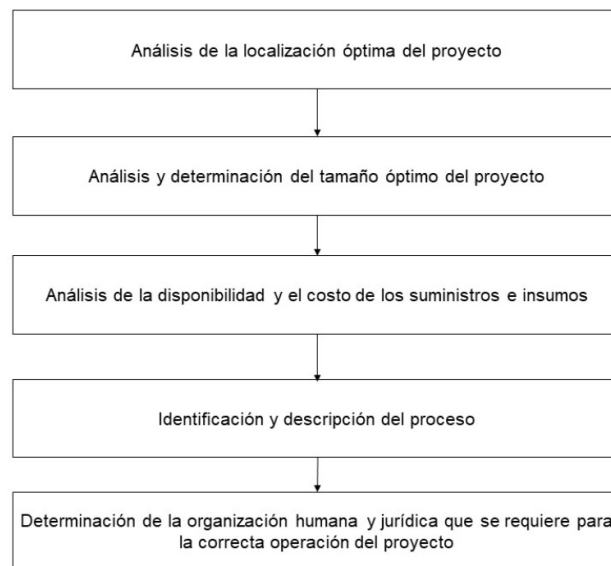 Análisis de la localización óptima del proyecto
Análisis y determinación del tamaño óptimo del proyecto
Análisis de la disponibilidad y el costo de los suministros e insumos
Identificación y descripción del proceso
Determinación de la organización humana y jurídica que se requiere para
la correcta operación del proyecto